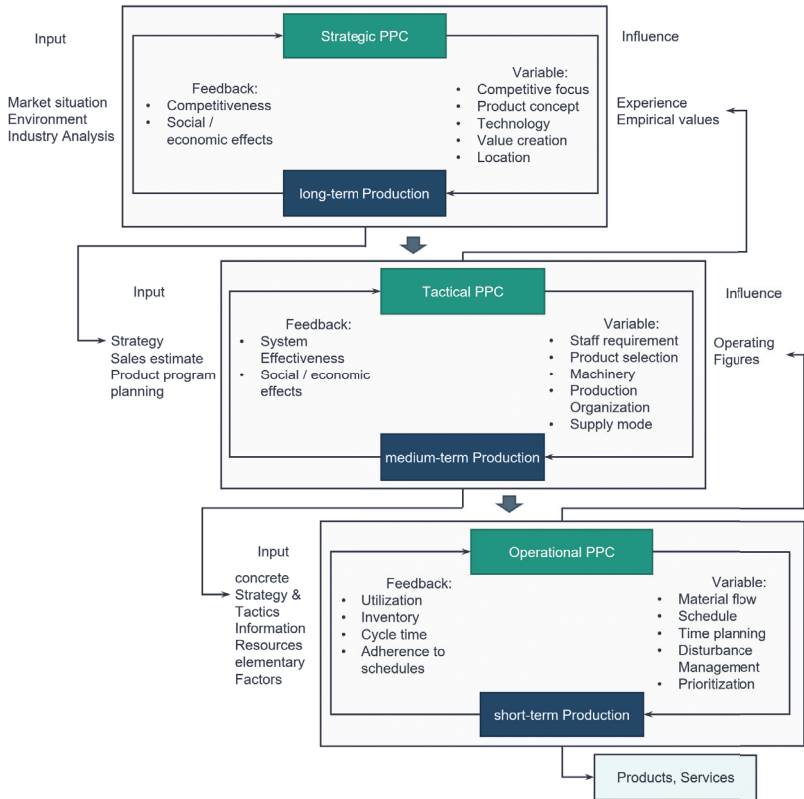 Input
Strategic PPC
Influence
Market situation
Environment
Industry Analysis
Feedback:
• Competitiveness
• Social /
economic effects
Variable:
• Competitive focus
• Product concept
• Technology
• Value creation
• Location
Experience
Empirical values
long-term Production
Input
Tactical PPC
Influence
Strategy
Sales estimate
Product program
planning
Feedback:
• System
Effectiveness
• Social / economic
effects
Variable:
• Staff requirement
• Product selection
• Machinery
• Production
Organization
• Supply mode
Operating
Figures
medium-term Production
Input
Operational PPC
concrete
Strategy &
Tactics
Information
Resources
elementary
Factors
Feedback:
• Utilization
• Inventory
• Cycle time
• Adherence to
schedules
Variable:
• Material flow
• Schedule
• Time planning
• Disturbance
Management
• Prioritization
short-term Production
Products, Services